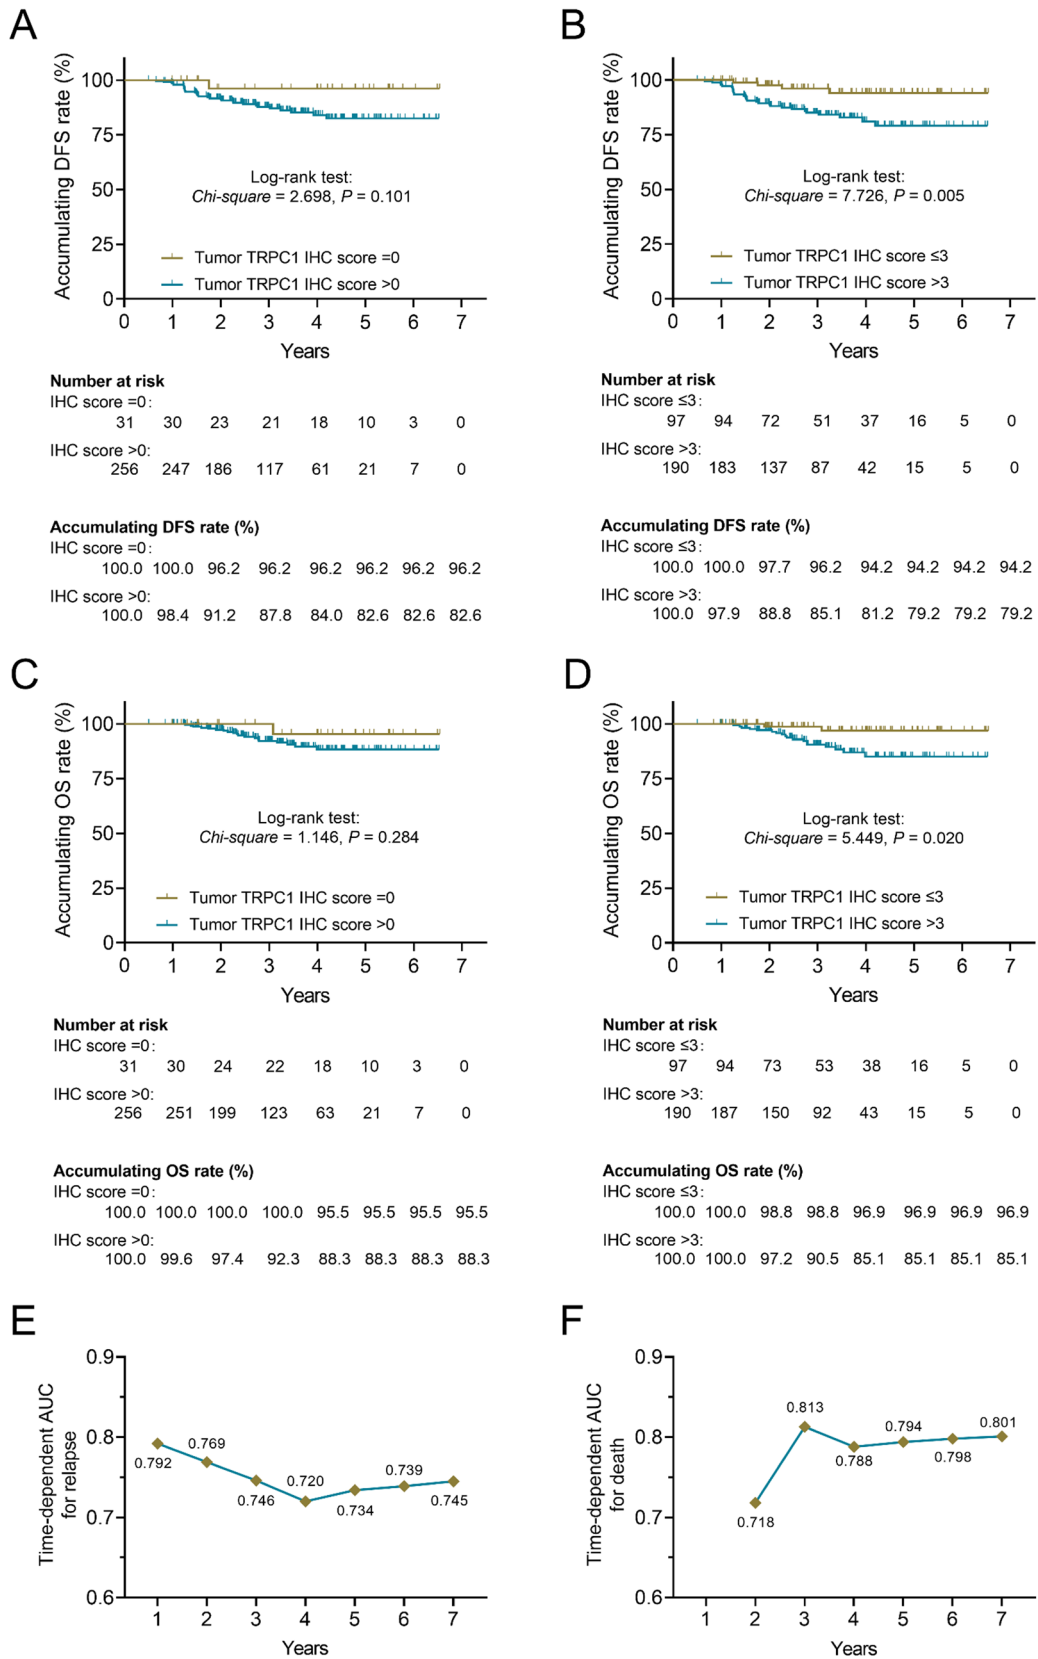 A
Accumulating DFS rate (%)
100
75
50
25
0
Log-rank test:
Chi-square = 2.698, P = 0.101
Tumor TRPC1 IHC score =0
Tumor TRPC1 IHC score >0
0 1 2 3 4 5 6 7
Years
Number at risk
IHC score =0:
31 30 23 21 18 10 3 0
IHC score >0:
256 247 186 117 61 21 7 0
Accumulating DFS rate (%)
IHC score =0:
100.0 100.0 96.2 96.2 96.2 96.2 96.2 96.2
IHC score >0:
100.0 98.4 91.2 87.8 84.0 82.6 82.6 82.6
B
Accumulating DFS rate (%)
100
75
50
25
0
Log-rank test:
Chi-square = 7.726, P = 0.005
Tumor TRPC1 IHC score ≤3
Tumor TRPC1 IHC score >3
0 1 2 3 4 5 6 7
Years
Number at risk
IHC score ≤3:
97 94 72 51 37 16 5 0
IHC score >3:
190 183 137 87 42 15 5 0
Accumulating DFS rate (%)
IHC score ≤3:
100.0 100.0 97.7 96.2 94.2 94.2 94.2 94.2
IHC score >3:
100.0 97.9 88.8 85.1 81.2 79.2 79.2 79.2
C
Accumulating OS rate (%)
100
75
50
25
0
Log-rank test:
Chi-square = 1.146, P = 0.284
Tumor TRPC1 IHC score =0
Tumor TRPC1 IHC score >0
0 1 2 3 4 5 6 7
Years
Number at risk
IHC score =0:
31 30 24 22 18 10 3 0
IHC score >0:
256 251 199 123 63 21 7 0
Accumulating OS rate (%)
IHC score =0:
100.0 100.0 100.0 100.0 95.5 95.5 95.5 95.5
IHC score >0:
100.0 99.6 97.4 92.3 88.3 88.3 88.3 88.3
D
Accumulating OS rate (%)
100
75
50
25
0
Log-rank test:
Chi-square = 5.449, P = 0.020
Tumor TRPC1 IHC score ≤3
Tumor TRPC1 IHC score >3
0 1 2 3 4 5 6 7
Years
Number at risk
IHC score ≤3:
97 94 73 53 38 16 5 0
IHC score >3:
190 187 150 92 43 15 5 0
Accumulating OS rate (%)
IHC score ≤3:
100.0 100.0 98.8 98.8 96.9 96.9 96.9 96.9
IHC score >3:
100.0 100.0 97.2 90.5 85.1 85.1 85.1 85.1
E
Time-dependent AUC
for relapse
0.9
0.8
0.7
0.6
0.792
0.769
0.746
0.720
0.734
0.739
0.745
1 2 3 4 5 6 7
Years
F
Time-dependent AUC
for death
0.9
0.8
0.7
0.6
0.718
0.813
0.788
0.794
0.798
0.801
1 2 3 4 5 6 7
Years